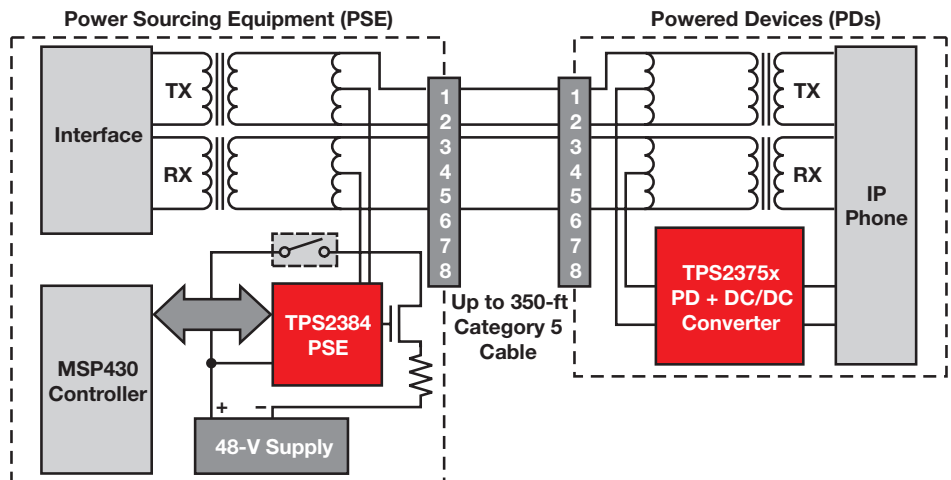 Power Sourcing Equipment (PSE)
Powered Devices (PDs)
Interface
TX
RX
1
2
3
4
5
6
7
8
1
2
3
4
5
6
7
8
TX
RX
IP
Phone
MSP430
Controller
TPS2384
PSE
+
–
48-V Supply
Up to 350-ft
Category 5
Cable
TPS2375x
PD + DC/DC
Converter